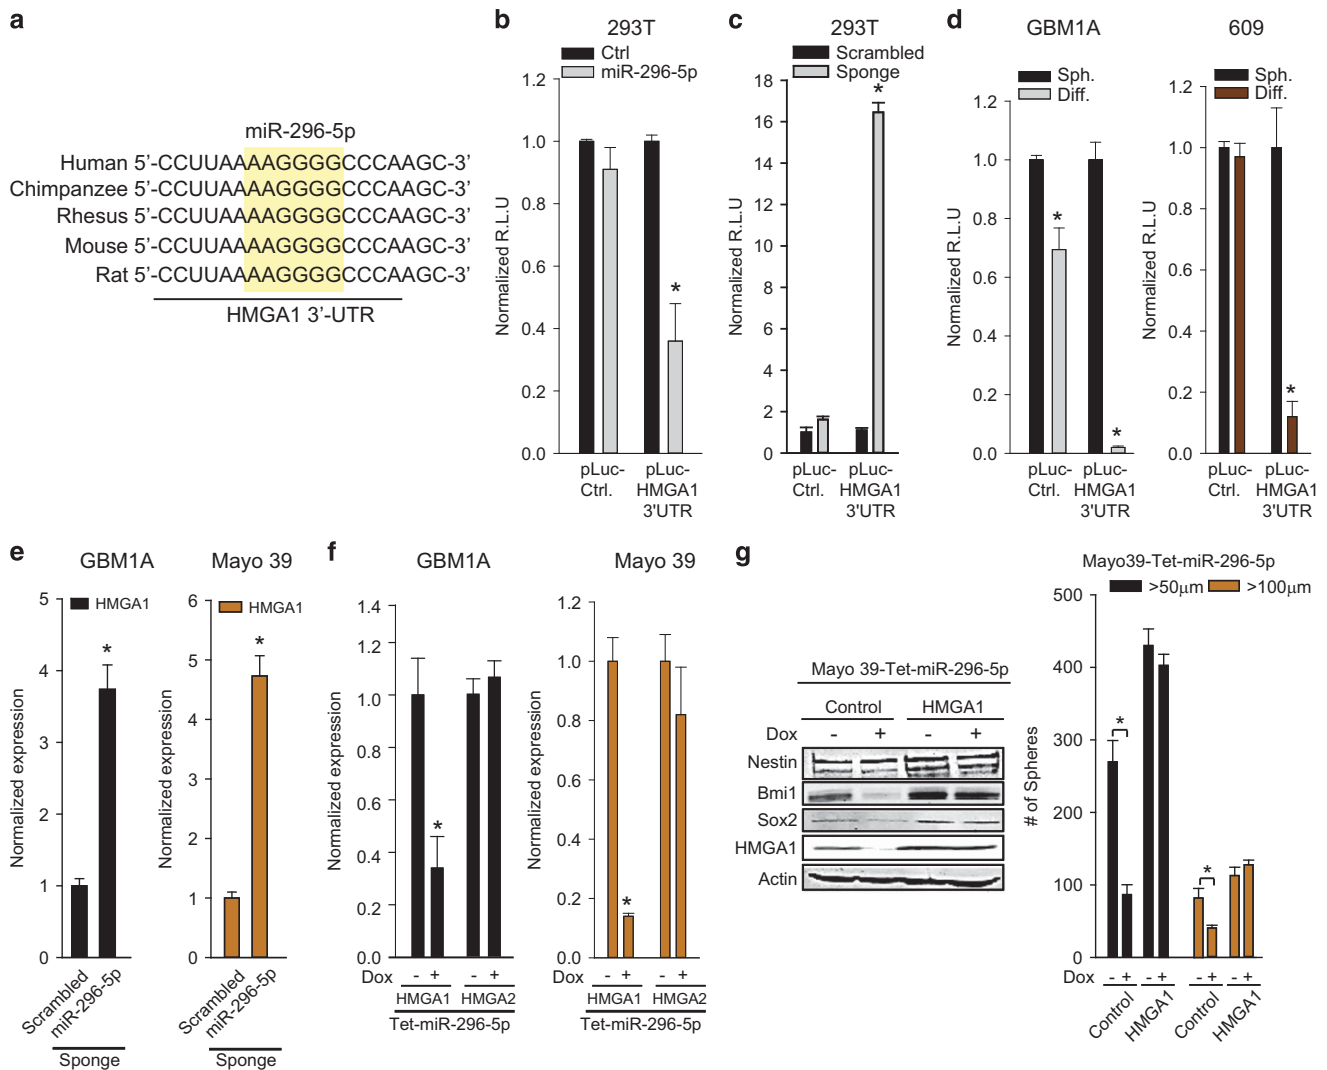 a
miR-296-5p
Human 5’-CCUUAAAAGGGGCCCAAGC-3’
Chimpanzee 5’-CCUUAAAAGGGGCCCAAGC-3’
Rhesus 5’-CCUUAAAAGGGGCCCAAGC-3’
Mouse 5’-CCUUAAAAGGGGCCCAAGC-3’
Rat 5’-CCUUAAAAGGGGCCCAAGC-3’
HMGA1 3’-UTR
b
293T
Ctrl
miR-296-5p
Normalized R.L.U
1.2
1.0
0.8
0.6
0.4
0.2
0.0
*
pLuc-
Ctrl.
pLuc-
HMGA1
3'UTR
c
293T
Scrambled
Sponge
Normalized R.L.U
18
16
14
12
10
8
6
4
2
0
*
pLuc-
Ctrl.
pLuc-
HMGA1
3'UTR
d
GBM1A
Sph.
Diff.
Normalized R.L.U
1.2
1.0
0.8
0.6
0.4
0.2
0.0
*
*
pLuc-
Ctrl.
pLuc-
HMGA1
3'UTR
609
Sph.
Diff.
Normalized R.L.U
1.2
1.0
0.8
0.6
0.4
0.2
0.0
*
pLuc-
Ctrl.
pLuc-
HMGA1
3'UTR
e
GBM1A
HMGA1
Normalized expression
5
4
3
2
1
0
*
Scrambled
miR-296-5p
Sponge
Mayo 39
HMGA1
Normalized expression
6
5
4
3
2
1
0
*
Scrambled
miR-296-5p
Sponge
f
GBM1A
Normalized expression
1.4
1.2
1.0
0.8
0.6
0.4
0.2
0.0
*
Dox - + - +
HMGA1 HMGA2
Tet-miR-296-5p
Mayo 39
Normalized expression
1.2
1.0
0.8
0.6
0.4
0.2
0.0
*
Dox - + - +
HMGA1 HMGA2
Tet-miR-296-5p
g
Mayo 39-Tet-miR-296-5p
Control HMGA1
Dox - + - +
Nestin
Bmi1
Sox2
HMGA1
Actin
Mayo39-Tet-miR-296-5p
>50µm >100µm
# of Spheres
500
400
300
200
100
0
*
*
Dox - + - + - + - +
Control
HMGA1
Control
HMGA1